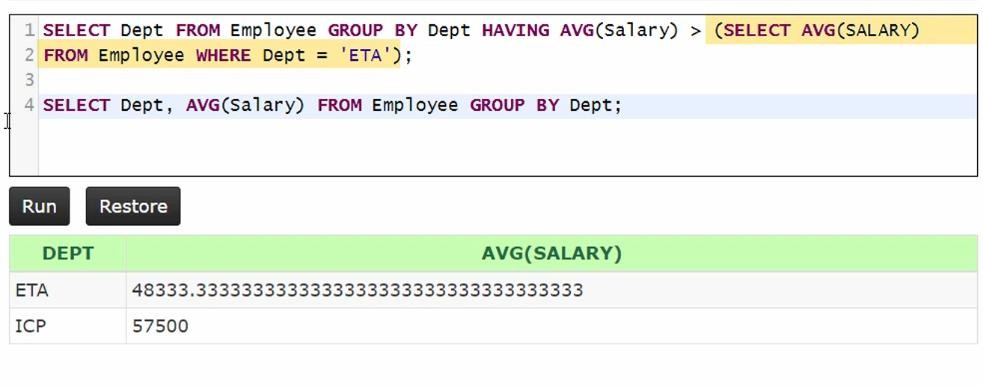 1 SELECT Dept FROM Employee GROUP BY Dept HAVING AVG(Salary) > (SELECT AVG(SALARY)
2 FROM Employee WHERE Dept = 'ETA');
3
4 SELECT Dept, AVG(Salary) FROM Employee GROUP BY Dept;
Run Restore
DEPT AVG(SALARY)
ETA 48333.3333333333333333333333333333333333
ICP 57500